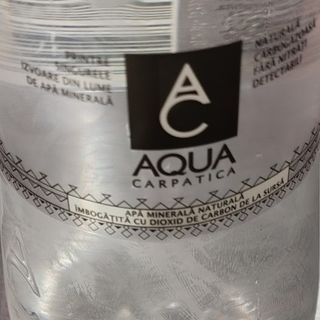 PRINTRE
SINGURELE
IZVOARE DIN LUME
DE APĂ MINERALĂ
NATURALĂ
CARBOGAZOASĂ
FĂRĂ NITRAȚI
DETECTABILI
AC
AQUA
CARPATICA
APĂ MINERALĂ NATURALĂ
ÎMBOGĂȚITĂ CU DIOXID DE CARBON DE LA SURSĂ